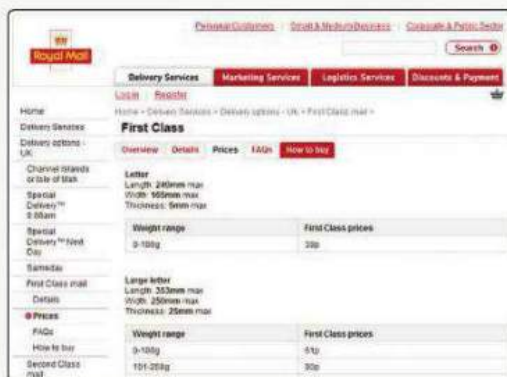 Personal Customers | Small & Medium Business | Corporate & Public Sector
Royal Mail
Search
Delivery Services
Marketing Services
Logistics Services
Discounts & Payment
Login | Register
Home > Delivery Services > Delivery options - UK > First Class mail >
First Class
Overview
Details
Prices
FAQs
How to buy
Home
Delivery Services
Delivery options -
UK
Channel Islands
or Isle of Man
Special
Delivery™
9.00am
Special
Delivery™ Next
Day
Sameday
First Class mail
Details
Prices
FAQs
How to buy
Second Class
mail
Letter
Length: 240mm max
Width: 165mm max
Thickness: 5mm max
Weight range
First Class prices
0-100g
Large letter
Length: 353mm max
Width: 250mm max
Thickness: 25mm max
Weight range
First Class prices
0-100g
61p
101-250g
90p